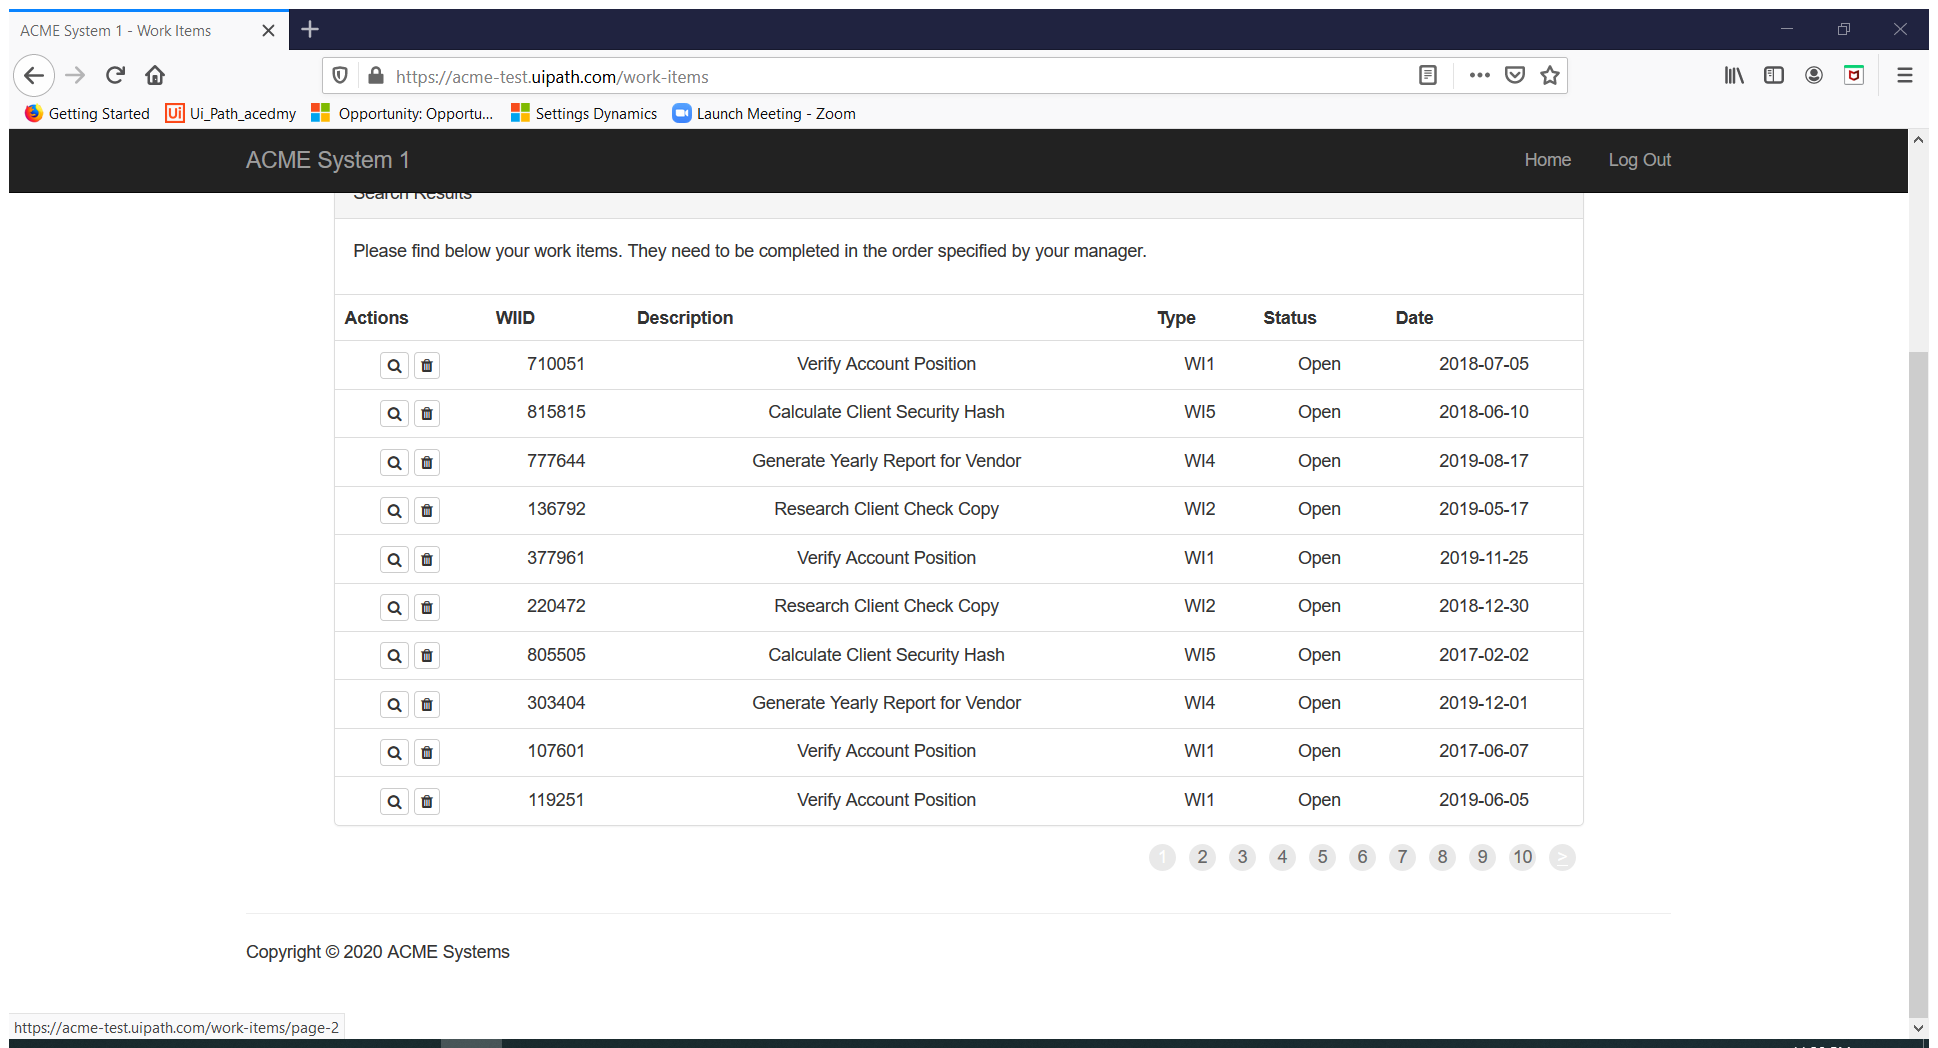 ACME System 1 - Work Items
https://acme-test.uipath.com/work-items
Getting Started Ui_Path_acedmy Opportunity: Opportu... Settings Dynamics Launch Meeting - Zoom
ACME System 1 Home Log Out
Search Results
Please find below your work items. They need to be completed in the order specified by your manager.
Actions WIID Description Type Status Date
710051 Verify Account Position WI1 Open 2018-07-05
815815 Calculate Client Security Hash WI5 Open 2018-06-10
777644 Generate Yearly Report for Vendor WI4 Open 2019-08-17
136792 Research Client Check Copy WI2 Open 2019-05-17
377961 Verify Account Position WI1 Open 2019-11-25
220472 Research Client Check Copy WI2 Open 2018-12-30
805505 Calculate Client Security Hash WI5 Open 2017-02-02
303404 Generate Yearly Report for Vendor WI4 Open 2019-12-01
107601 Verify Account Position WI1 Open 2017-06-07
119251 Verify Account Position WI1 Open 2019-06-05
1 2 3 4 5 6 7 8 9 10 >
Copyright © 2020 ACME Systems
https://acme-test.uipath.com/work-items/page-2